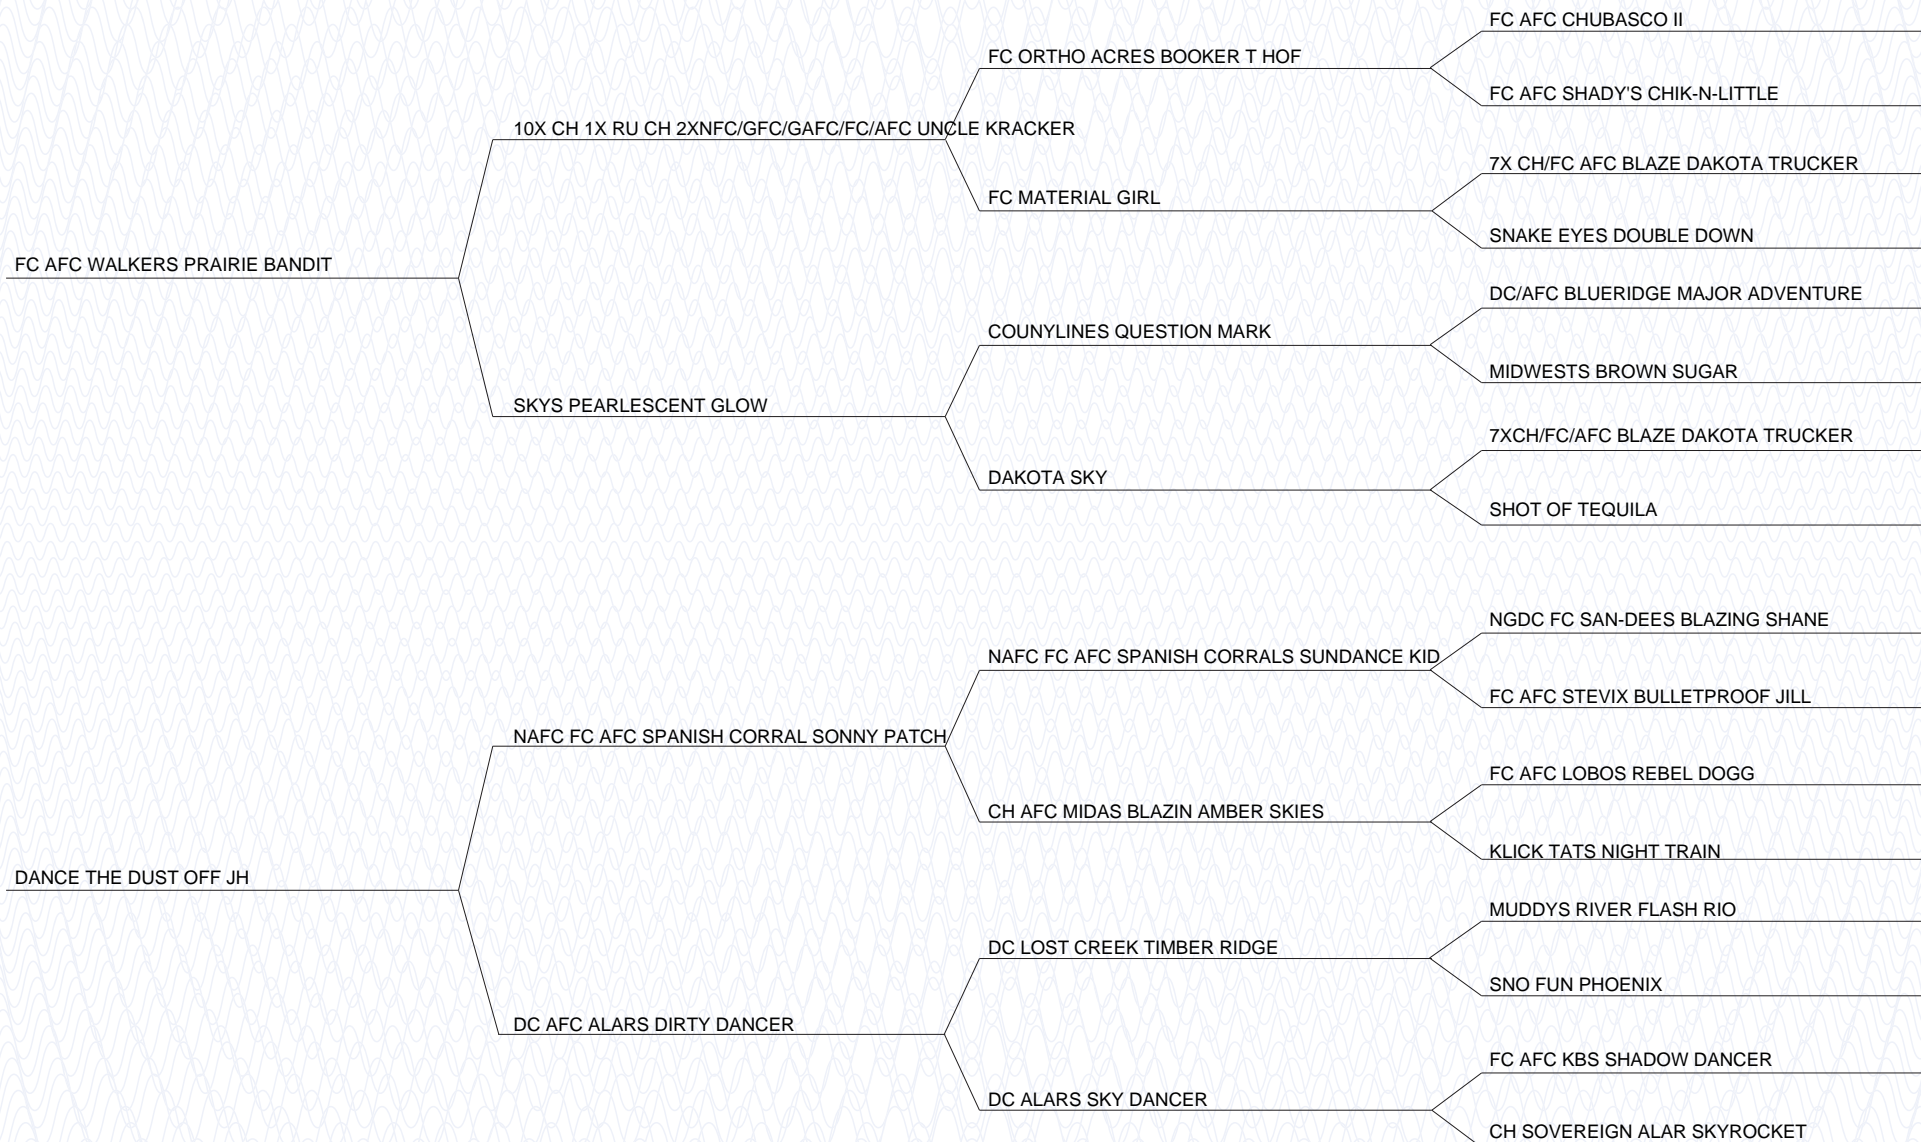 FC AFC CHUBASCO II
FC ORTHO ACRES BOOKER T HOF
FC AFC SHADY'S CHIK-N-LITTLE
10X CH 1X RU CH 2XNFC/GFC/GAFC/FC/AFC UNCLE KRACKER
7X CH/FC AFC BLAZE DAKOTA TRUCKER
FC MATERIAL GIRL
SNAKE EYES DOUBLE DOWN
FC AFC WALKERS PRAIRIE BANDIT
DC/AFC BLUERIDGE MAJOR ADVENTURE
COUNYLINES QUESTION MARK
MIDWESTS BROWN SUGAR
SKYS PEARLESCENT GLOW
7XCH/FC/AFC BLAZE DAKOTA TRUCKER
DAKOTA SKY
SHOT OF TEQUILA
NGDC FC SAN-DEES BLAZING SHANE
NAFC FC AFC SPANISH CORRALS SUNDANCE KID
FC AFC STEVIX BULLETPROOF JILL
NAFC FC AFC SPANISH CORRAL SONNY PATCH
FC AFC LOBOS REBEL DOGG
CH AFC MIDAS BLAZIN AMBER SKIES
KLICK TATS NIGHT TRAIN
DANCE THE DUST OFF JH
MUDDYS RIVER FLASH RIO
DC LOST CREEK TIMBER RIDGE
SNO FUN PHOENIX
DC AFC ALARS DIRTY DANCER
FC AFC KBS SHADOW DANCER
DC ALARS SKY DANCER
CH SOVEREIGN ALAR SKYROCKET